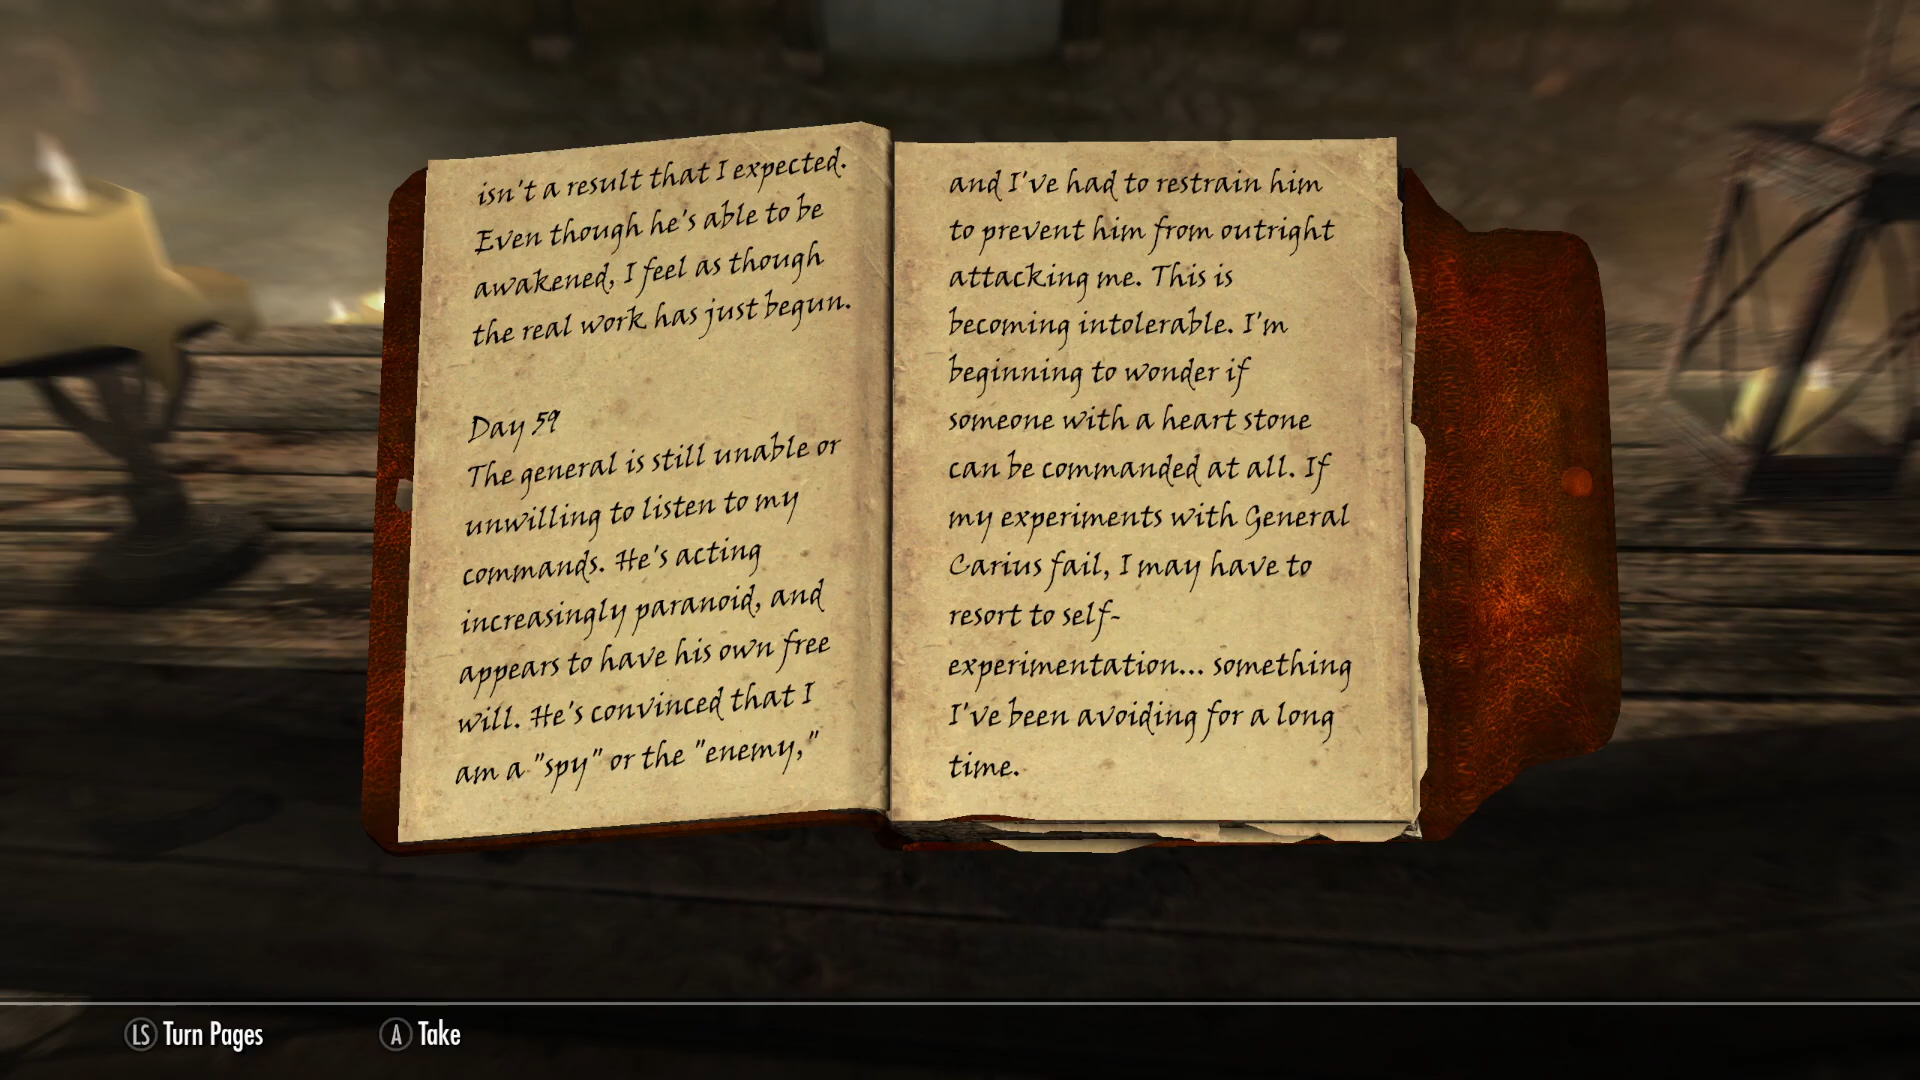 isn't a result that I expected.
Even though he's able to be
awakened, I feel as though
the real work has just begun.
Day 59
The general is still unable or
unwilling to listen to my
commands. He's acting
increasingly paranoid, and
appears to have his own free
will. He's convinced that I
am a "spy" or the "enemy,"
and I've had to restrain him
to prevent him from outright
attacking me. This is
becoming intolerable. I'm
beginning to wonder if
someone with a heart stone
can be commanded at all. If
my experiments with General
Carius fail, I may have to
resort to self-
experimentation... something
I've been avoiding for a long
time.
LS Turn Pages
A Take